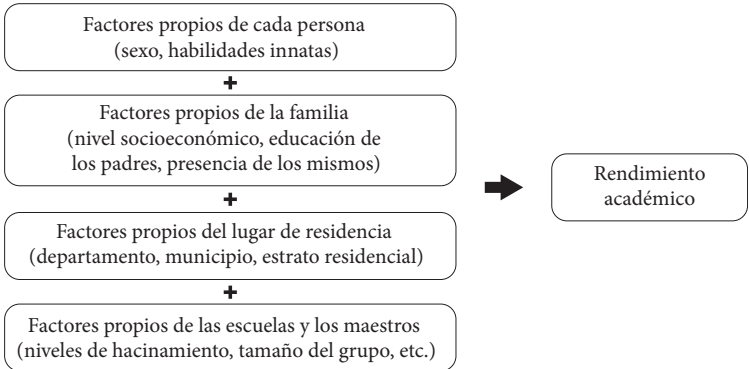 Factores propios de cada persona
(sexo, habilidades innatas)
+
Factores propios de la familia
(nivel socioeconómico, educación de
los padres, presencia de los mismos)
+
Factores propios del lugar de residencia
(departamento, municipio, estrato residencial)
+
Factores propios de las escuelas y los maestros
(niveles de hacinamiento, tamaño del grupo, etc.)
Rendimiento
académico